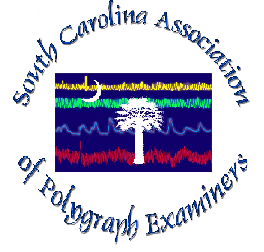 South Carolina Association
of Polygraph Examiners